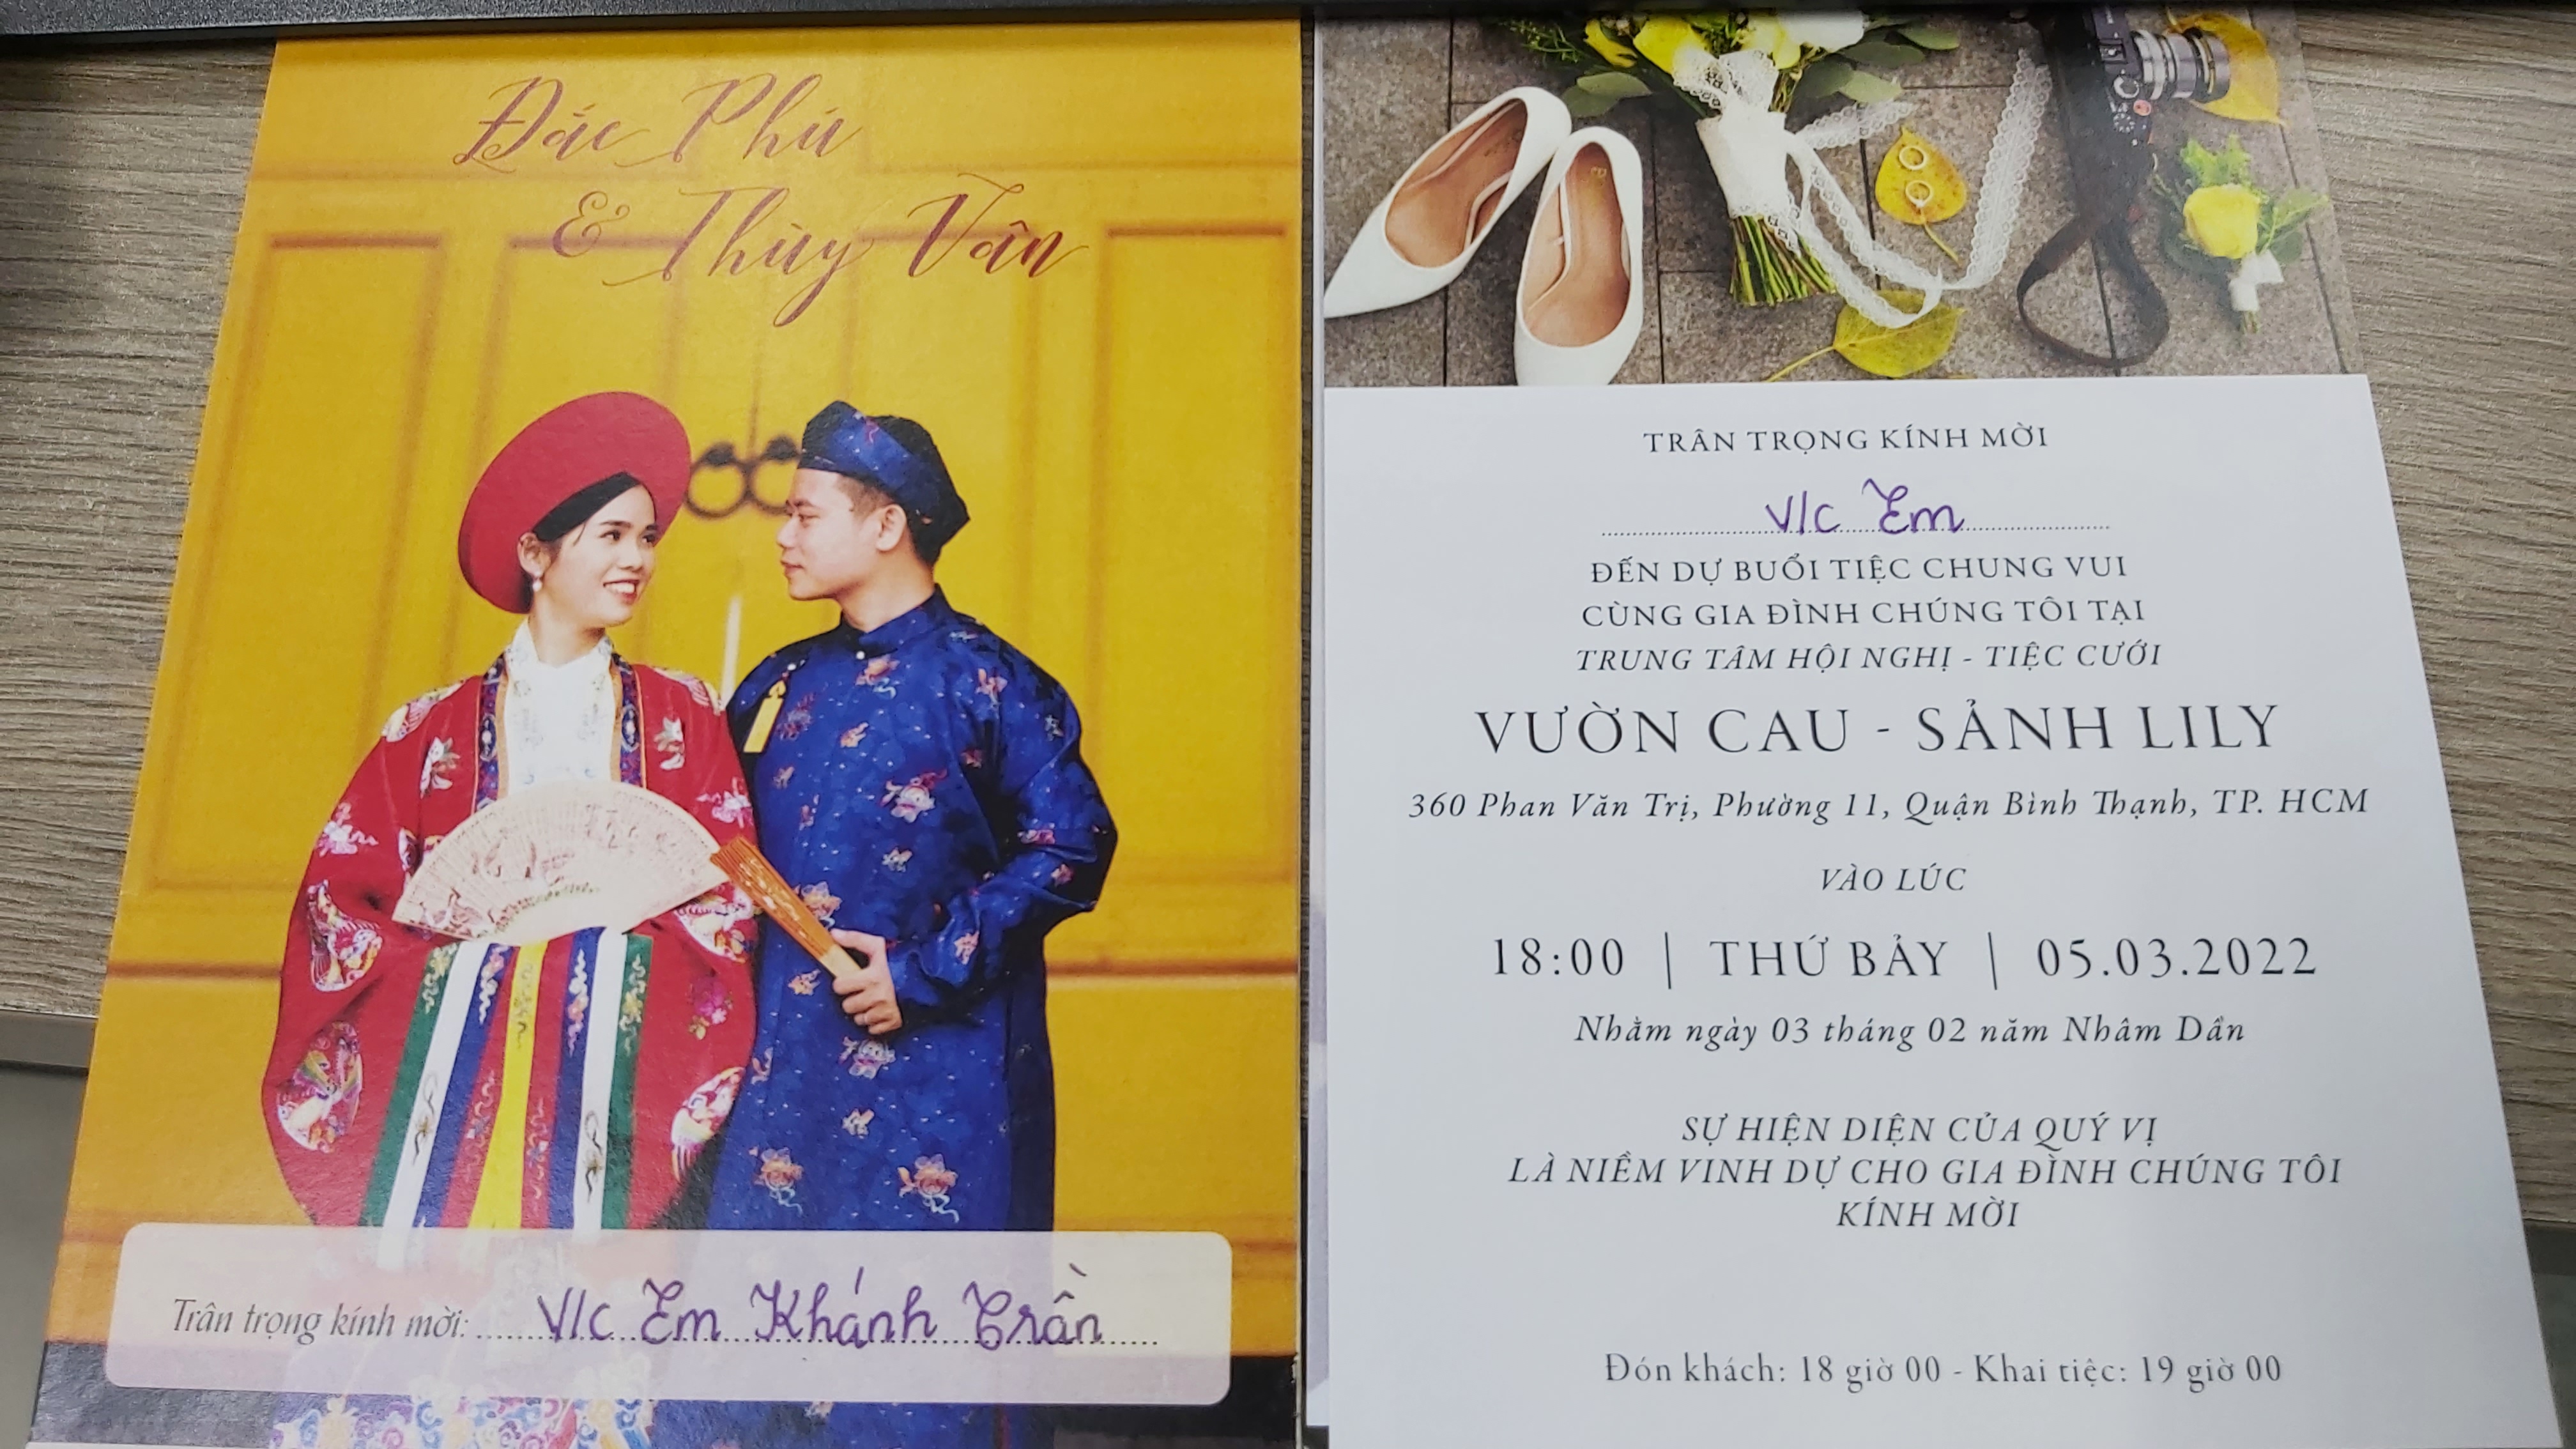 Đức Phú
& Thùy Vân
Trân trọng kính mời: ........V/c Em Khánh Trần......
TRÂN TRỌNG KÍNH MỜI
..........V/c Em..........
ĐẾN DỰ BUỔI TIỆC CHUNG VUI
CÙNG GIA ĐÌNH CHÚNG TÔI TẠI
TRUNG TÂM HỘI NGHỊ - TIỆC CƯỚI
VƯỜN CAU - SẢNH LILY
360 Phan Văn Trị, Phường 11, Quận Bình Thạnh, TP. HCM
VÀO LÚC
18:00 | THỨ BẢY | 05.03.2022
Nhằm ngày 03 tháng 02 năm Nhâm Dần
SỰ HIỆN DIỆN CỦA QUÝ VỊ
LÀ NIỀM VINH DỰ CHO GIA ĐÌNH CHÚNG TÔI
KÍNH MỜI
Đón khách: 18 giờ 00 - Khai tiệc: 19 giờ 00